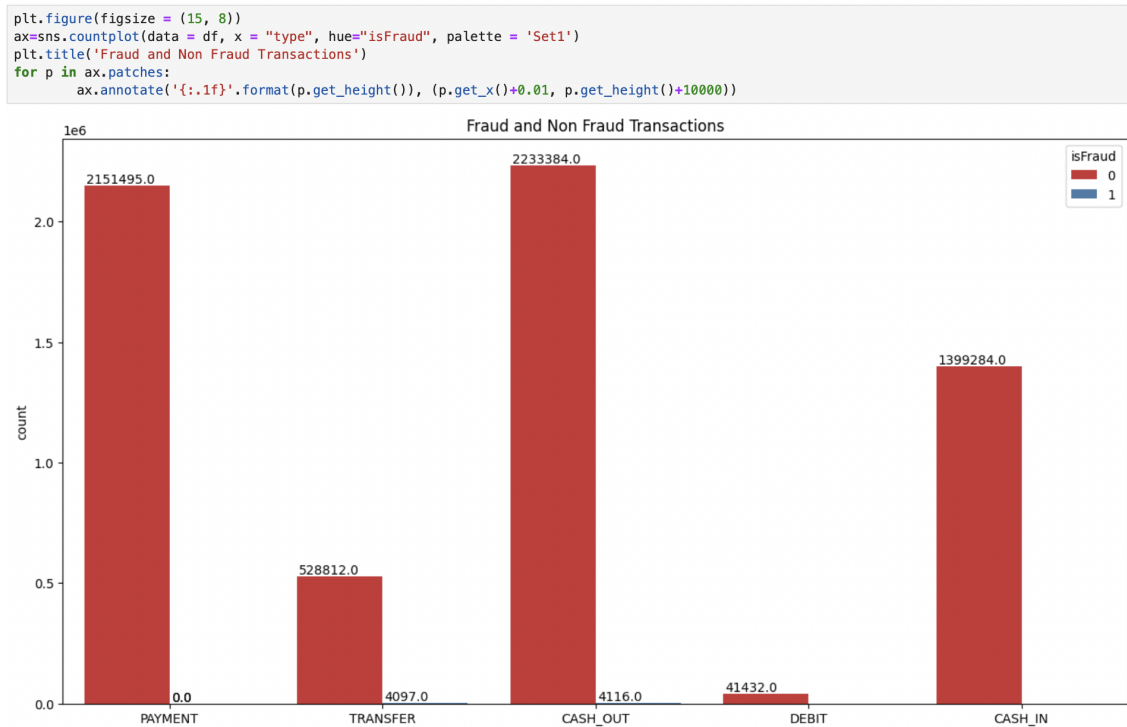 plt.figure(figsize = (15, 8))
ax=sns.countplot(data = df, x = "type", hue="isFraud", palette = 'Set1')
plt.title('Fraud and Non Fraud Transactions')
for p in ax.patches:
        ax.annotate('{:.1f}'.format(p.get_height()), (p.get_x()+0.01, p.get_height()+10000))
Fraud and Non Fraud Transactions
1e6
2151495.0
2233384.0
isFraud
0
1
2.0
1.5
1399284.0
count
1.0
528812.0
0.5
41432.0
0.0
0.0
4097.0
4116.0
PAYMENT
TRANSFER
CASH_OUT
DEBIT
CASH_IN